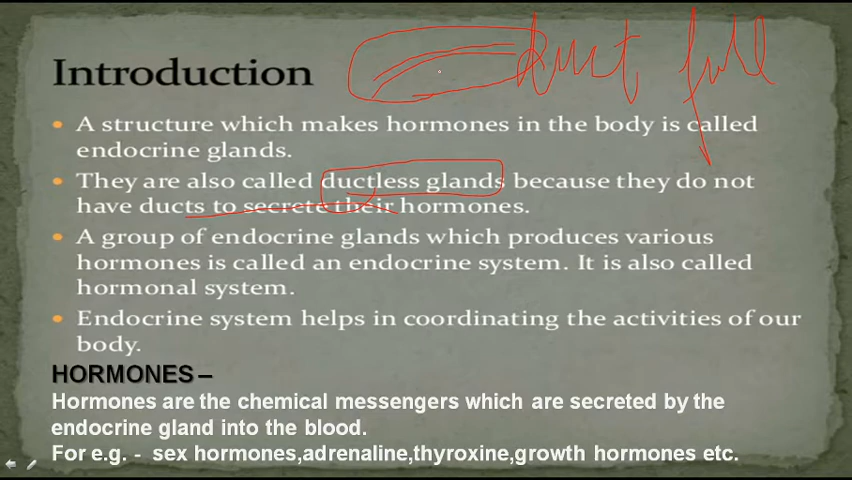 Introduction
duct full
• A structure which makes hormones in the body is called
endocrine glands.
• They are also called ductless glands because they do not
have ducts to secrete their hormones.
• A group of endocrine glands which produces various
hormones is called an endocrine system. It is also called
hormonal system.
• Endocrine system helps in coordinating the activities of our
body.
HORMONES –
Hormones are the chemical messengers which are secreted by the
endocrine gland into the blood.
For e.g. - sex hormones,adrenaline,thyroxine,growth hormones etc.